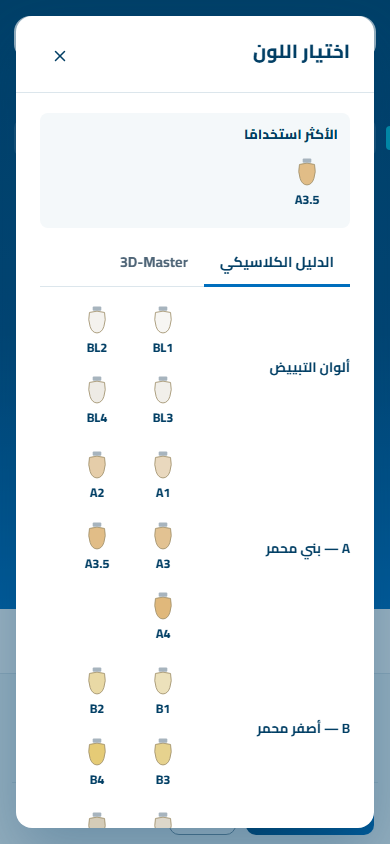 اختيار اللون
×
الأكثر استخدامًا
A3.5
الدليل الكلاسيكي
3D-Master
ألوان التبييض
BL1
BL2
BL3
BL4
A — بني محمر
A1
A2
A3
A3.5
A4
B — أصفر محمر
B1
B2
B3
B4